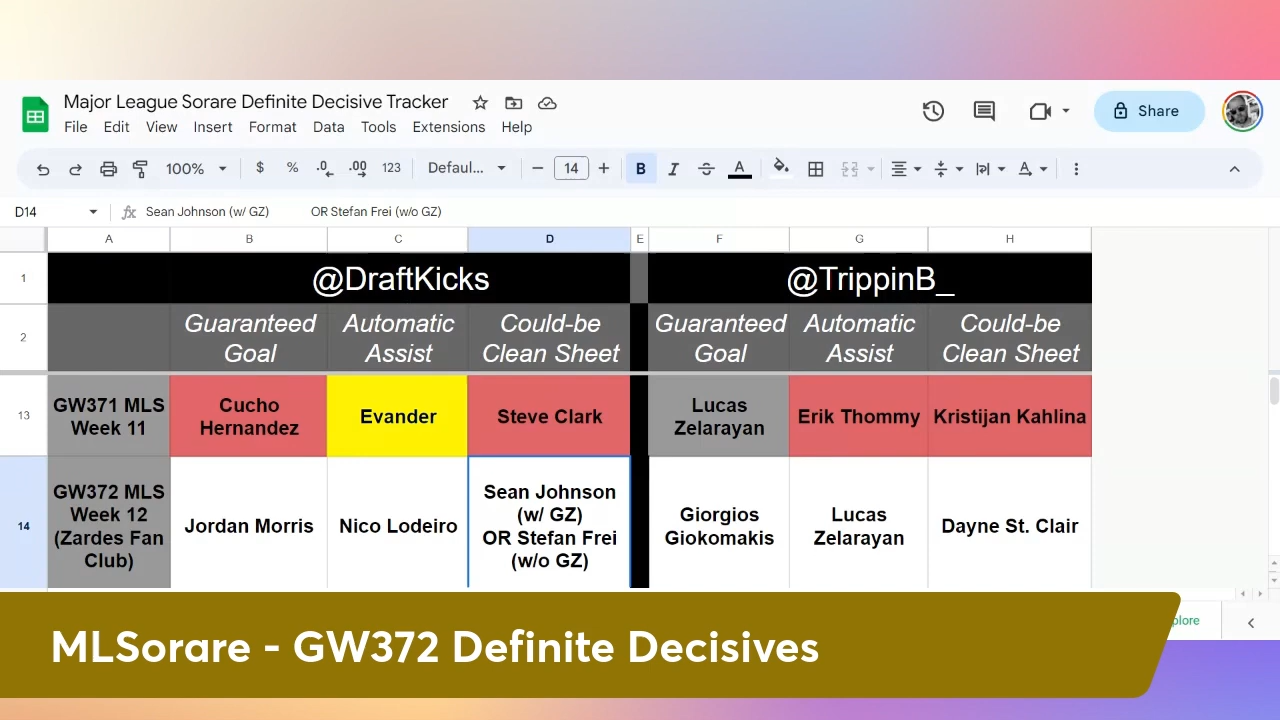 Major League Sorare Definite Decisive Tracker
File Edit View Insert Format Data Tools Extensions Help
Share
100% $ % .0 .00 123 Defaul... − 14 + B I A A
D14 fx Sean Johnson (w/ GZ) OR Stefan Frei (w/o GZ)
A B C D E F G H
1 @DraftKicks @TrippinB_
2
Guaranteed Goal
Automatic Assist
Could-be Clean Sheet
Guaranteed Goal
Automatic Assist
Could-be Clean Sheet
13
GW371 MLS
Week 11
Cucho
Hernandez
Evander
Steve Clark
Lucas
Zelarayan
Erik Thommy
Kristijan Kahlina
14
GW372 MLS
Week 12
(Zardes Fan
Club)
Jordan Morris
Nico Lodeiro
Sean Johnson
(w/ GZ)
OR Stefan Frei
(w/o GZ)
Giorgios
Giokomakis
Lucas
Zelarayan
Dayne St. Clair
plore
MLSorare - GW372 Definite Decisives